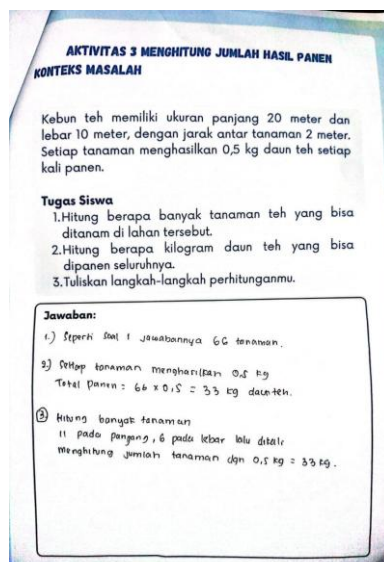 AKTIVITAS 3 MENGHITUNG JUMLAH HASIL PANEN
KONTEKS MASALAH
Kebun teh memiliki ukuran panjang 20 meter dan
lebar 10 meter, dengan jarak antar tanaman 2 meter.
Setiap tanaman menghasilkan 0,5 kg daun teh setiap
kali panen.
Tugas Siswa
1.Hitung berapa banyak tanaman teh yang bisa
ditanam di lahan tersebut.
2.Hitung berapa kilogram daun teh yang bisa
dipanen seluruhnya.
3.Tuliskan langkah-langkah perhitunganmu.
Jawaban:
1.) Seperti soal 1 jawabannya 66 tanaman.
2.) Setiap tanaman menghasilkan 0,5 kg
Total Panen = 66 x 0,5 = 33 kg daun teh.
3 Hitung banyak tanaman
11 pada panjang, 6 pada lebar lalu dikali
menghitung jumlah tanaman dgn 0,5 kg = 33 kg.